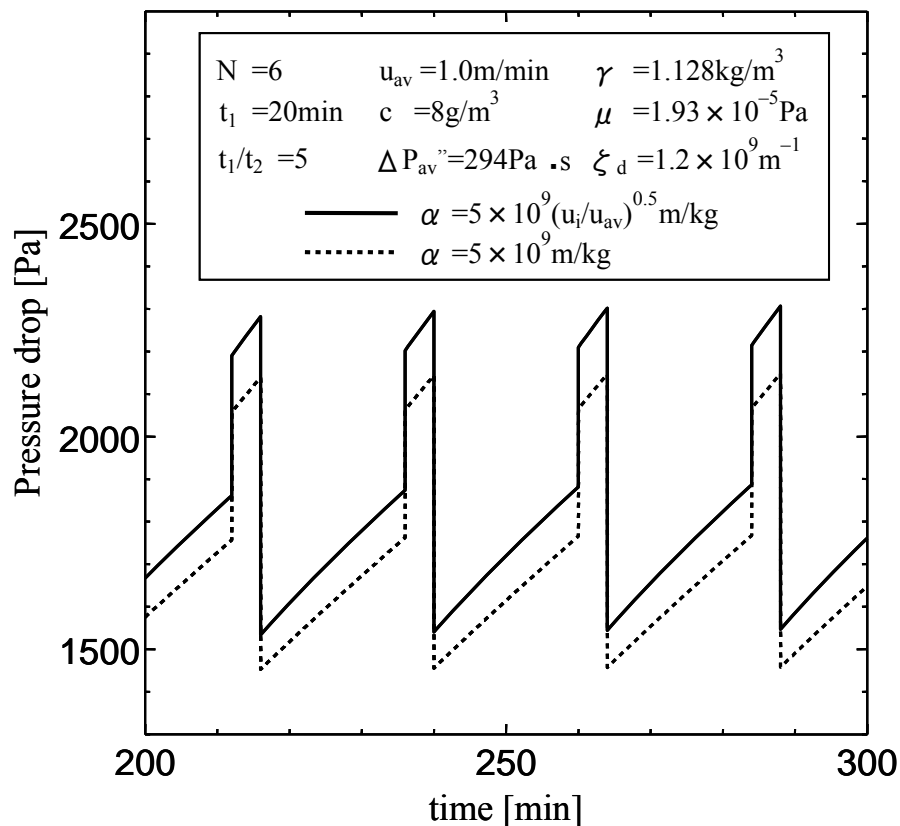 N =6 u_av =1.0m/min γ =1.128kg/m³
t₁ =20min c =8g/m³ μ =1.93×10⁻⁵Pa
t₁/t₂ =5 ΔP_av”=294Pa .s ζ_d =1.2×10⁹m⁻¹
α =5×10⁹(u_i/u_av)^0.5 m/kg
α =5×10⁹m/kg
Pressure drop [Pa]
2500
2000
1500
200 250 300
time [min]